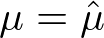 μ = μ̂